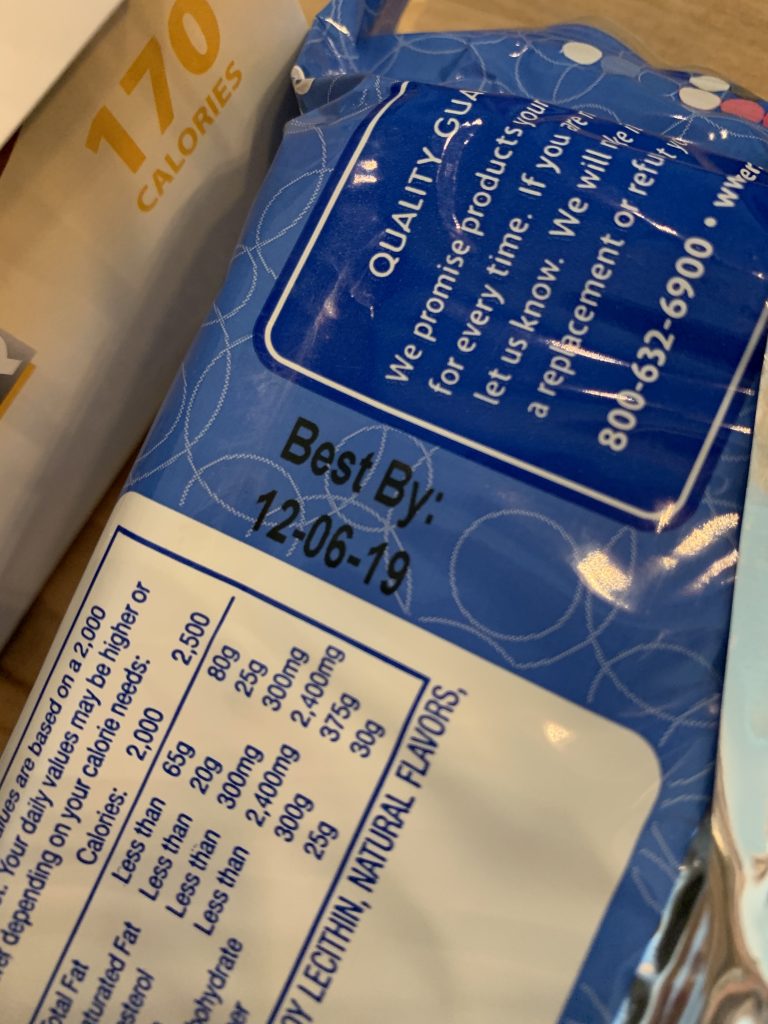 170
CALORIES
QUALITY
We promise products your
for every time. If you are
let us know. We will
a replacement or
800-632-6900 •
Best By:
12-06-19
are based on a 2,000
Your daily values may be higher or
depending on your calorie needs:
Calories: 2,000 2,500
Total Fat Less than 65g 80g
Saturated Fat Less than 20g 25g
Less than 300mg 300mg
Less than 2,400mg 2,400mg
300g 375g
25g 30g
LECITHIN, NATURAL FLAVORS,